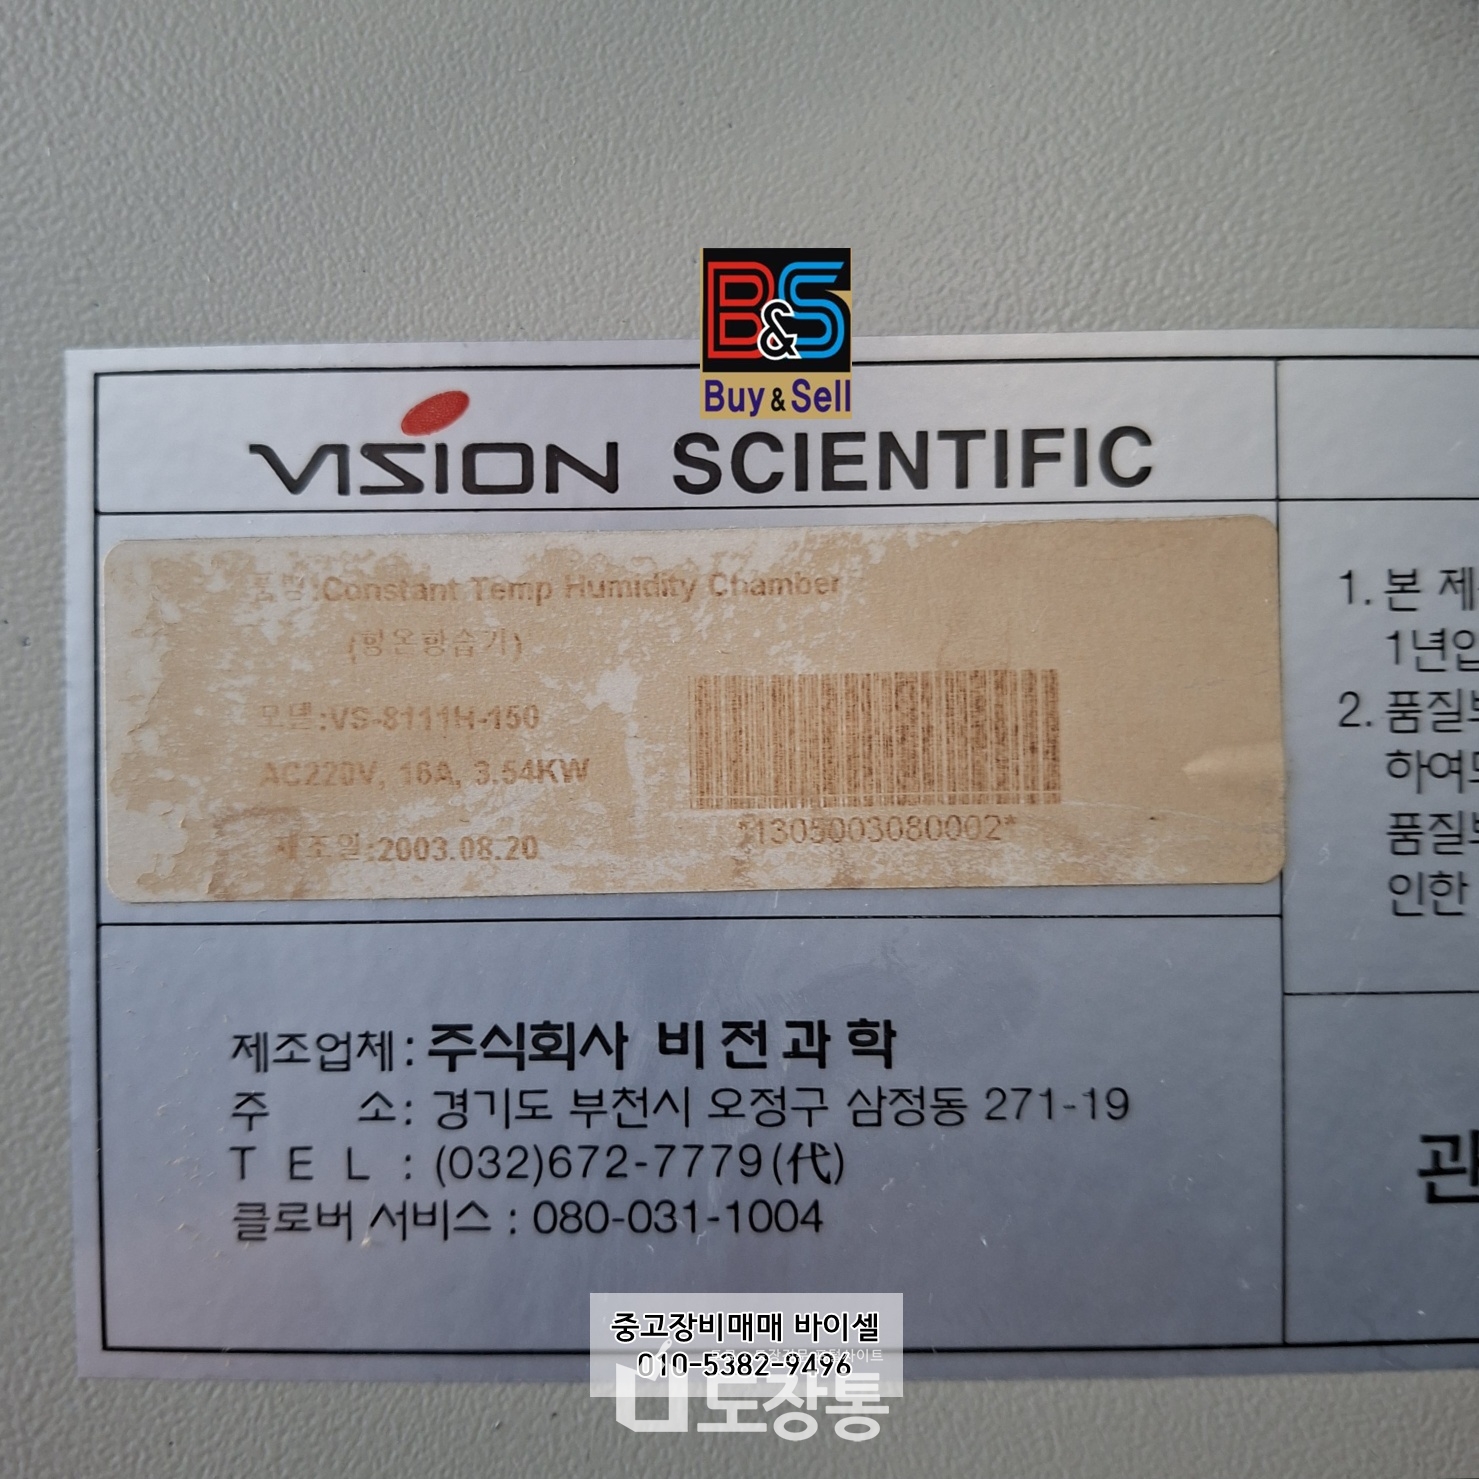 B&S
Buy & Sell
VISION SCIENTIFIC
품명:Constant Temp Humidity Chamber
(항온항습기)
모델:VS-8111H-150
AC220V, 16A, 3.54KW
제조일:2003.08.20
*1305003080002*
제조업체: 주식회사 비전과학
주 소: 경기도 부천시 오정구 삼정동 271-19
TEL : (032)672-7779(代)
클로버 서비스 : 080-031-1004
1. 본 제
1년입
2. 품질보
하여드
품질보
인한
관
중고장비매매 바이셀
010-5382-9496
도장통